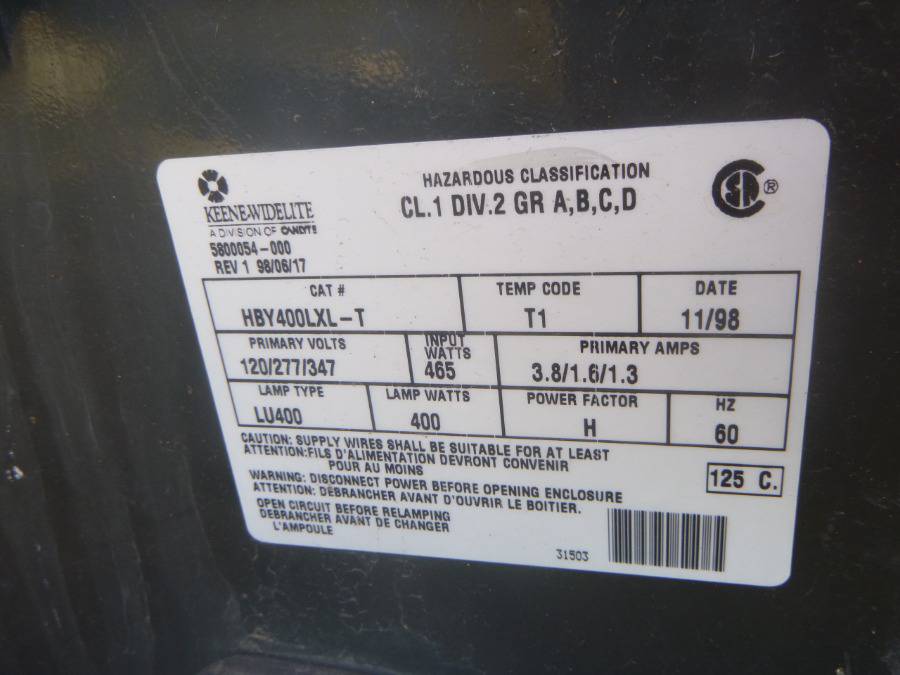 KEENE-WIDELITE
A DIVISION OF CANLYTE
5800054-000
REV 1 98/06/17
HAZARDOUS CLASSIFICATION
CL.1 DIV.2 GR A,B,C,D
CSA ®
CAT #
HBY400LXL-T
TEMP CODE
T1
DATE
11/98
PRIMARY VOLTS
120/277/347
INPUT
WATTS
465
PRIMARY AMPS
3.8/1.6/1.3
LAMP TYPE
LU400
LAMP WATTS
400
POWER FACTOR
H
HZ
60
CAUTION: SUPPLY WIRES SHALL BE SUITABLE FOR AT LEAST
ATTENTION:FILS D'ALIMENTATION DEVRONT CONVENIR
POUR AU MOINS
125 C.
WARNING: DISCONNECT POWER BEFORE OPENING ENCLOSURE
ATTENTION: DEBRANCHER AVANT D'OUVRIR LE BOITIER.
OPEN CIRCUIT BEFORE RELAMPING
DEBRANCHER AVANT DE CHANGER
L'AMPOULE
31503